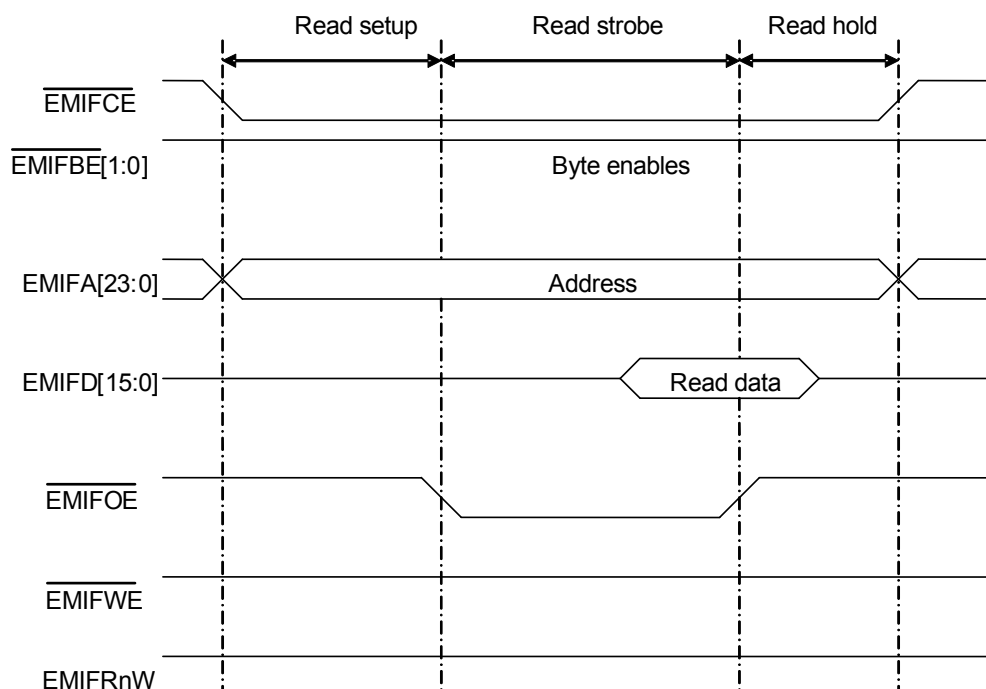 Read setup Read strobe Read hold
EMIFCE
EMIFBE[1:0] Byte enables
EMIFA[23:0] Address
EMIFD[15:0] Read data
EMIFOE
EMIFWE
EMIFRnW